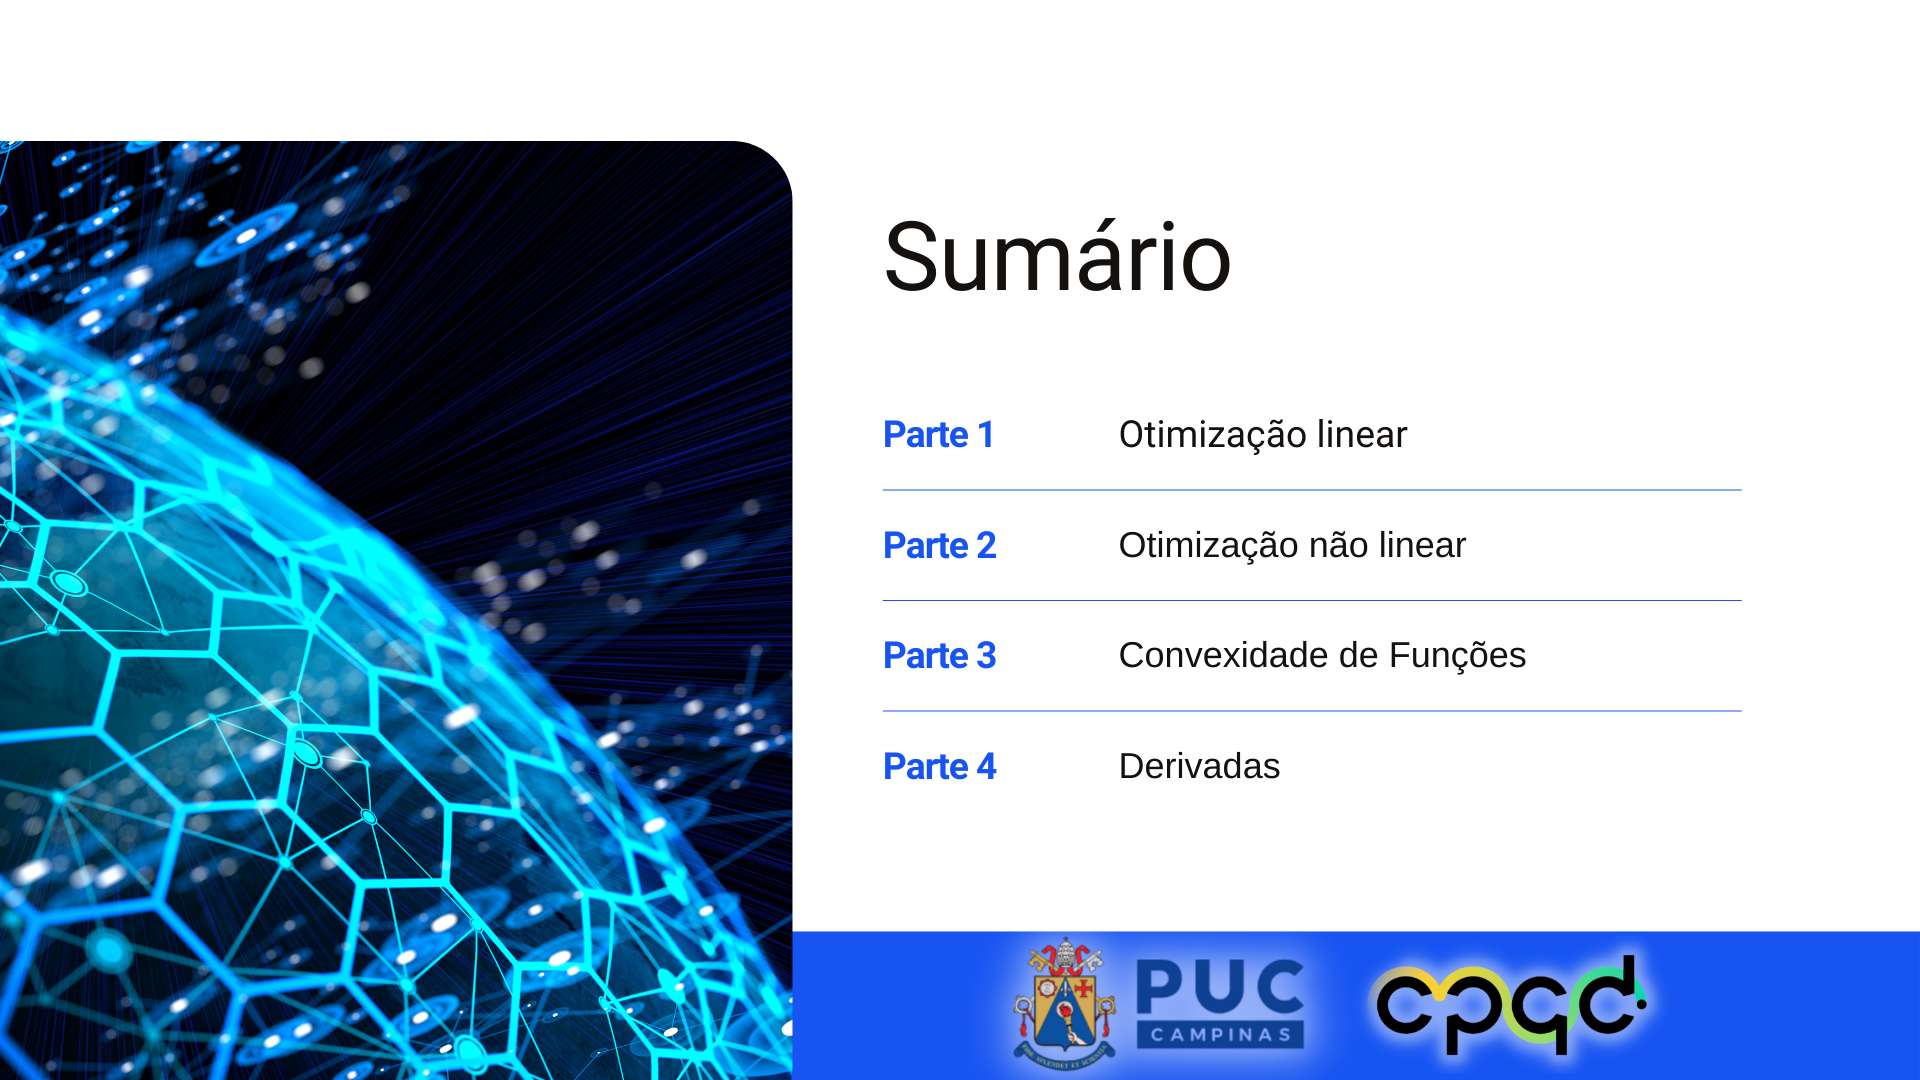 Sumário
Parte 1 Otimização linear
Parte 2 Otimização não linear
Parte 3 Convexidade de Funções
Parte 4 Derivadas
PUC
CAMPINAS
cpqd